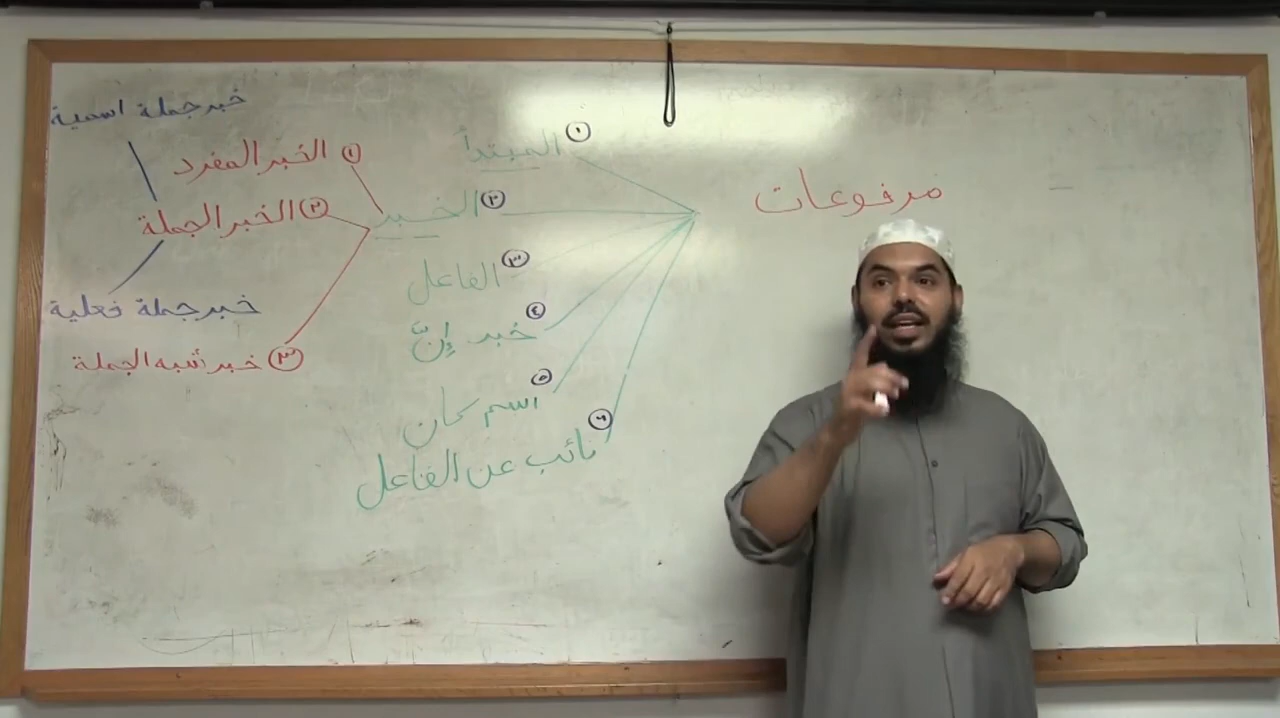 مرفوعات
١ المبتدأ
٢ الخبر
٣ الفاعل
٤ خبر إنّ
٥ اسم كان
٦ نائب عن الفاعل
١ الخبر المفرد
٢ الخبر الجملة
٣ خبر شبه الجملة
خبر جملة اسمية
خبر جملة فعلية